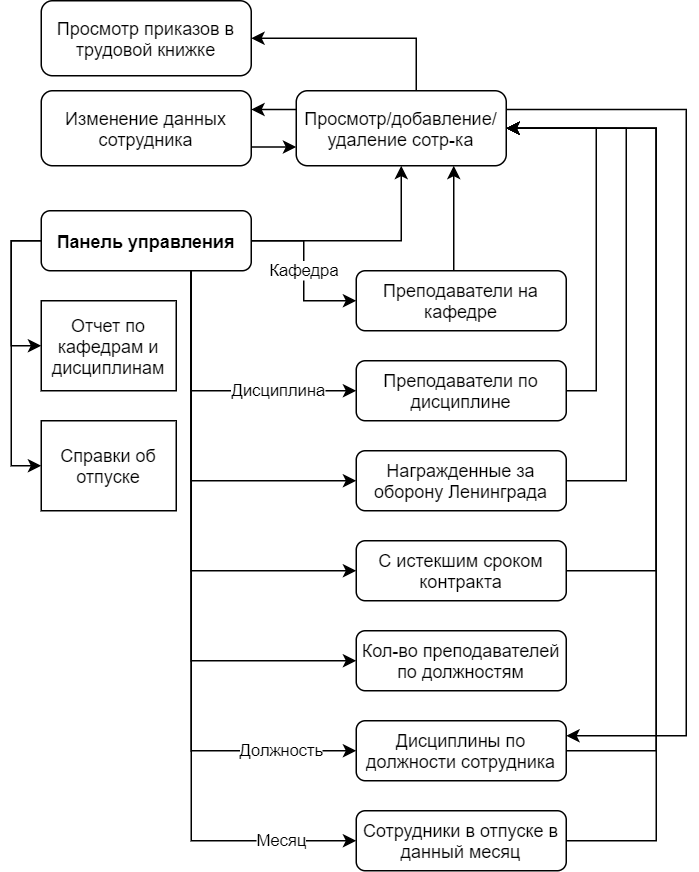 Просмотр приказов в
трудовой книжке
Изменение данных
сотрудника
Просмотр/добавление/
удаление сотр-ка
Панель управления
Кафедра
Преподаватели на
кафедре
Отчет по
кафедрам и
дисциплинам
Дисциплина
Преподаватели по
дисциплине
Справки об
отпуске
Награжденные за
оборону Ленинграда
С истекшим сроком
контракта
Кол-во преподавателей
по должностям
Должность
Дисциплины по
должности сотрудника
Месяц
Сотрудники в отпуске в
данный месяц